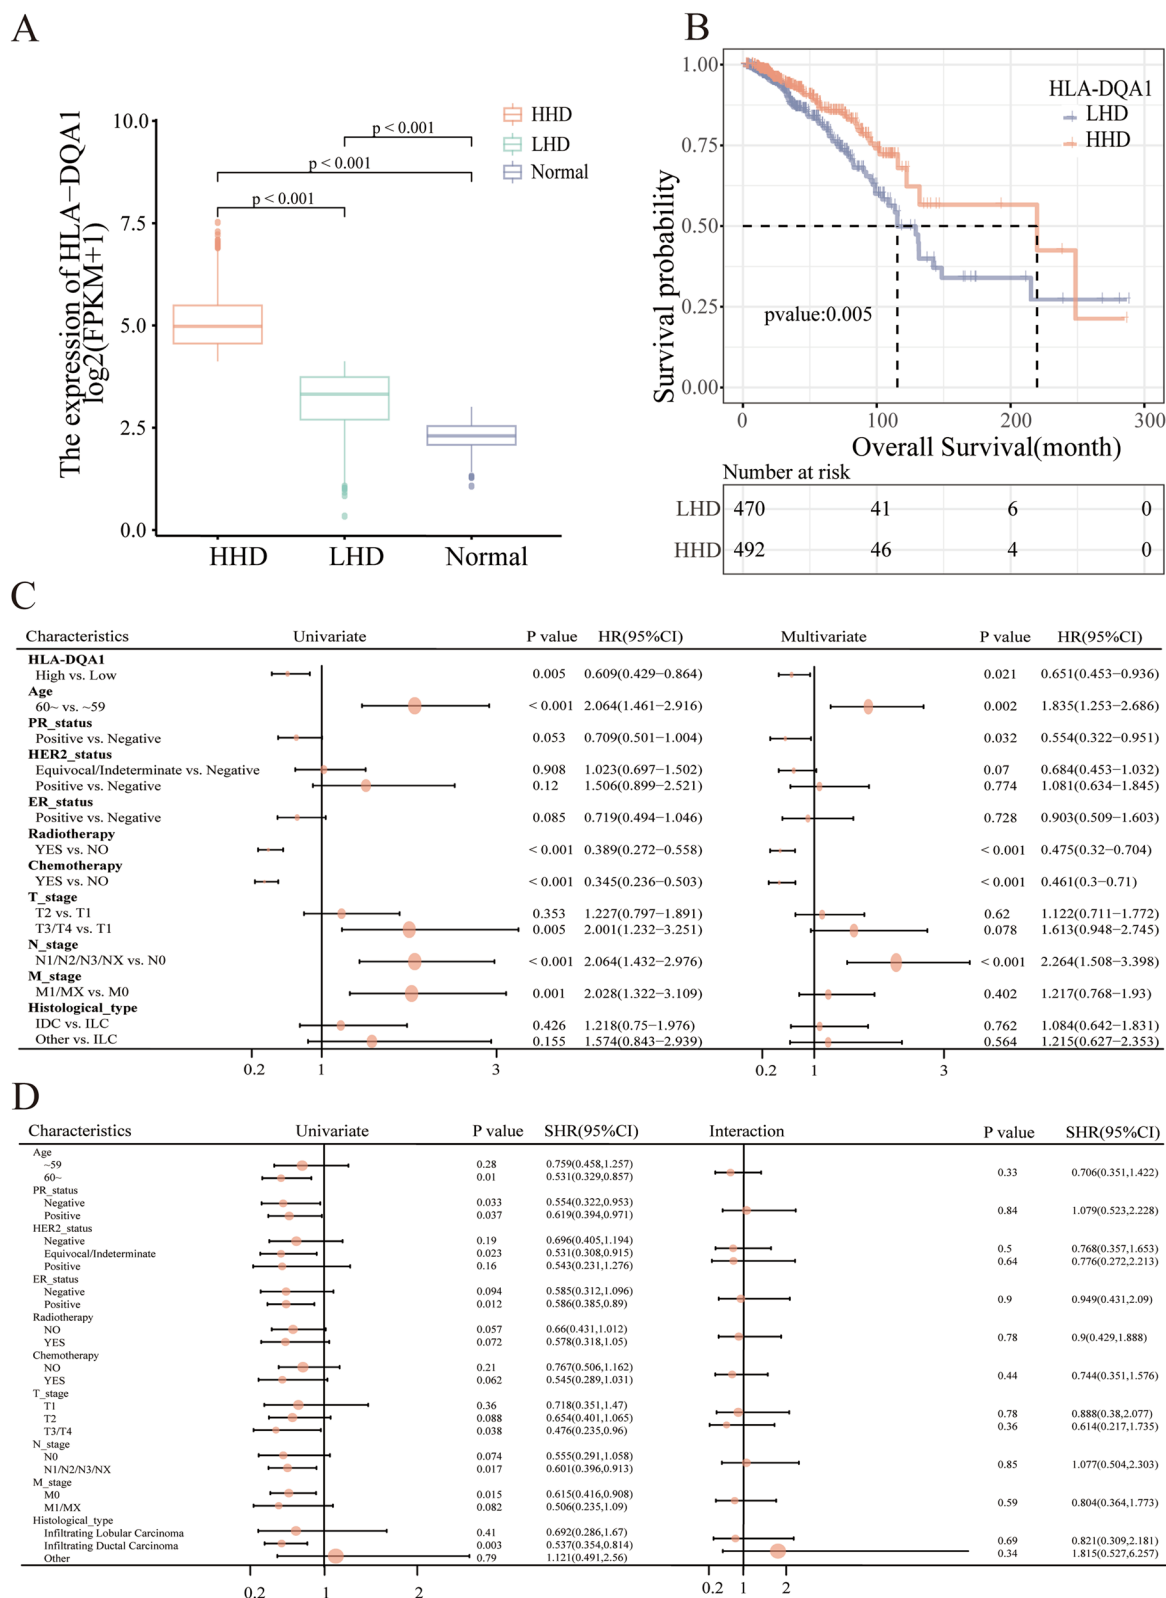 A
The expression of HLA−DQA1
log2(FPKM+1)
10.0
7.5
5.0
2.5
0.0
p < 0.001
p < 0.001
p < 0.001
HHD
LHD
Normal
HHD LHD Normal
B
Survival probability
1.00
0.75
0.50
0.25
0.00
HLA-DQA1
LHD
HHD
pvalue:0.005
0 100 200 300
Overall Survival(month)
Number at risk
LHD 470 41 6 0
HHD 492 46 4 0
C
Characteristics Univariate P value HR(95%CI) Multivariate P value HR(95%CI)
HLA-DQA1
High vs. Low 0.005 0.609(0.429−0.864) 0.021 0.651(0.453−0.936)
Age
60~ vs. ~59 < 0.001 2.064(1.461−2.916) 0.002 1.835(1.253−2.686)
PR_status
Positive vs. Negative 0.053 0.709(0.501−1.004) 0.032 0.554(0.322−0.951)
HER2_status
Equivocal/Indeterminate vs. Negative 0.908 1.023(0.697−1.502) 0.07 0.684(0.453−1.032)
Positive vs. Negative 0.12 1.506(0.899−2.521) 0.774 1.081(0.634−1.845)
ER_status
Positive vs. Negative 0.085 0.719(0.494−1.046) 0.728 0.903(0.509−1.603)
Radiotherapy
YES vs. NO < 0.001 0.389(0.272−0.558) < 0.001 0.475(0.32−0.704)
Chemotherapy
YES vs. NO < 0.001 0.345(0.236−0.503) < 0.001 0.461(0.3−0.71)
T_stage
T2 vs. T1 0.353 1.227(0.797−1.891) 0.62 1.122(0.711−1.772)
T3/T4 vs. T1 0.005 2.001(1.232−3.251) 0.078 1.613(0.948−2.745)
N_stage
N1/N2/N3/NX vs. N0 < 0.001 2.064(1.432−2.976) < 0.001 2.264(1.508−3.398)
M_stage
M1/MX vs. M0 0.001 2.028(1.322−3.109) 0.402 1.217(0.768−1.93)
Histological_type
IDC vs. ILC 0.426 1.218(0.75−1.976) 0.762 1.084(0.642−1.831)
Other vs. ILC 0.155 1.574(0.843−2.939) 0.564 1.215(0.627−2.353)
0.2 1 3 0.2 1 3
D
Characteristics Univariate P value SHR(95%CI) Interaction P value SHR(95%CI)
Age
~59 0.28 0.759(0.458,1.257)
0.33 0.706(0.351,1.422)
60~ 0.01 0.531(0.329,0.857)
PR_status
Negative 0.033 0.554(0.322,0.953)
0.84 1.079(0.523,2.228)
Positive 0.037 0.619(0.394,0.971)
HER2_status
Negative 0.19 0.696(0.405,1.194)
0.5 0.768(0.357,1.653)
Equivocal/Indeterminate 0.023 0.531(0.308,0.915)
0.64 0.776(0.272,2.213)
Positive 0.16 0.543(0.231,1.276)
ER_status
Negative 0.094 0.585(0.312,1.096)
0.9 0.949(0.431,2.09)
Positive 0.012 0.586(0.385,0.89)
Radiotherapy
NO 0.057 0.66(0.431,1.012)
0.78 0.9(0.429,1.888)
YES 0.072 0.578(0.318,1.05)
Chemotherapy
NO 0.21 0.767(0.506,1.162)
0.44 0.744(0.351,1.576)
YES 0.062 0.545(0.289,1.031)
T_stage
T1 0.36 0.718(0.351,1.47)
0.78 0.888(0.38,2.077)
T2 0.088 0.654(0.401,1.065)
0.36 0.614(0.217,1.735)
T3/T4 0.038 0.476(0.235,0.96)
N_stage
N0 0.074 0.555(0.291,1.058)
0.85 1.077(0.504,2.303)
N1/N2/N3/NX 0.017 0.601(0.396,0.913)
M_stage
M0 0.015 0.615(0.416,0.908)
0.59 0.804(0.364,1.773)
M1/MX 0.082 0.506(0.235,1.09)
Histological_type
Infiltrating Lobular Carcinoma 0.41 0.692(0.286,1.67)
0.69 0.821(0.309,2.181)
Infiltrating Ductal Carcinoma 0.003 0.537(0.354,0.814)
0.34 1.815(0.527,6.257)
Other 0.79 1.121(0.491,2.56)
0.2 1 2 0.2 1 2